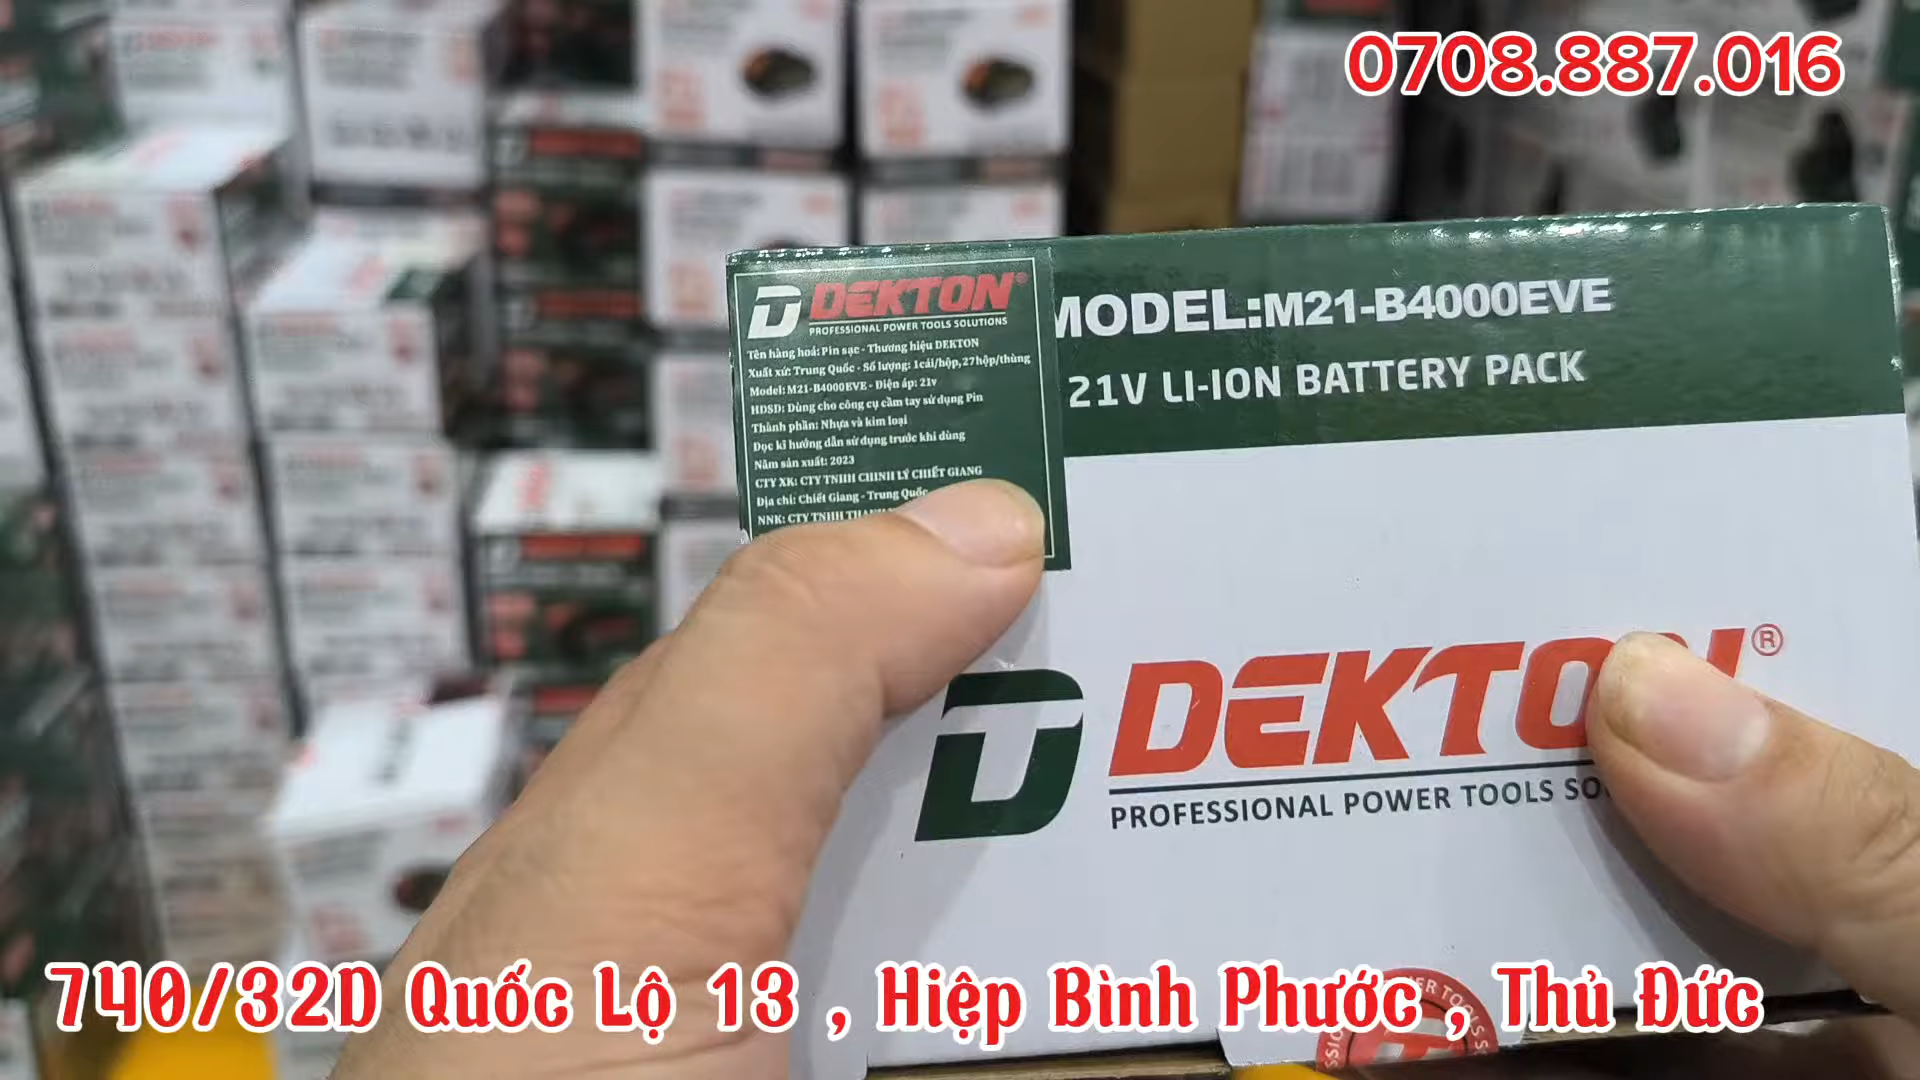 0708.887.016
DEKTON®
PROFESSIONAL POWER TOOLS SOLUTIONS
Tên hàng hoá: Pin sạc - Thương hiệu DEKTON
Xuất xứ: Trung Quốc - Số lượng: 1cái/hộp, 27hộp/thùng
Model: M21-B4000EVE - Điện áp: 21v
HDSD: Dùng cho công cụ cầm tay sử dụng Pin
Thành phần: Nhựa và kim loại
Đọc kĩ hướng dẫn sử dụng trước khi dùng
Năm sản xuất: 2023
CTY XK: CTY TNHH CHINH LÝ CHIẾT GIANG
Địa chỉ: Chiết Giang - Trung Quốc
NNK: CTY TNHH
MODEL:M21-B4000EVE
21V LI-ION BATTERY PACK
DEKTON®
PROFESSIONAL POWER TOOLS
740/32D Quốc Lộ 13 , Hiệp Bình Phước , Thủ Đức